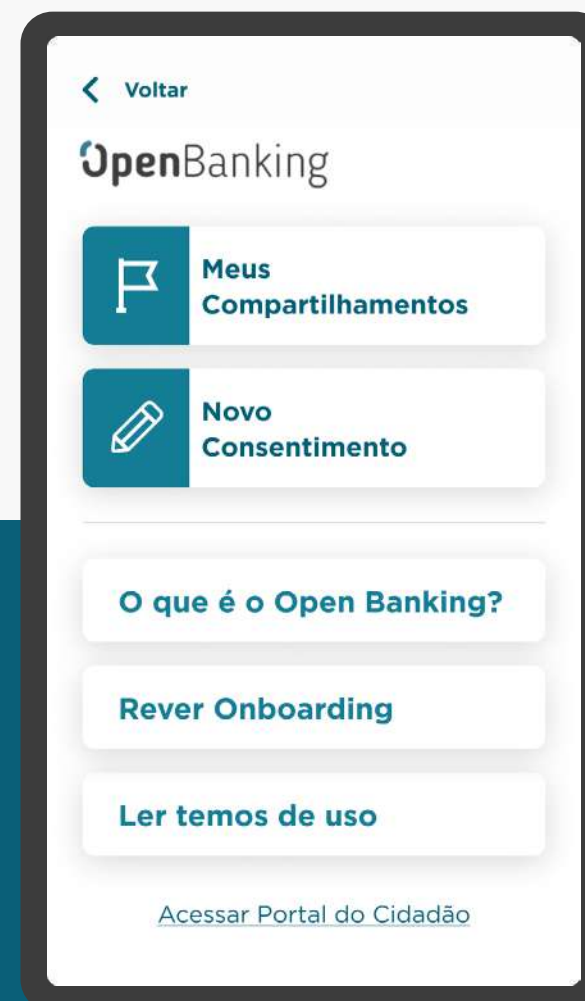 Voltar
OpenBanking
Meus
Compartilhamentos
Novo
Consentimento
O que é o Open Banking?
Rever Onboarding
Ler temos de uso
Acessar Portal do Cidadão